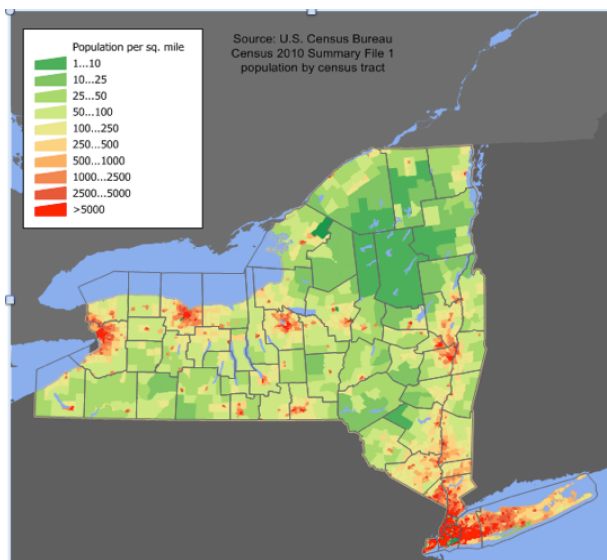 Source: U.S. Census Bureau
Census 2010 Summary File 1
population by census tract
Population per sq. mile
1...10
10...25
25...50
50...100
100...250
250...500
500...1000
1000...2500
2500...5000
>5000